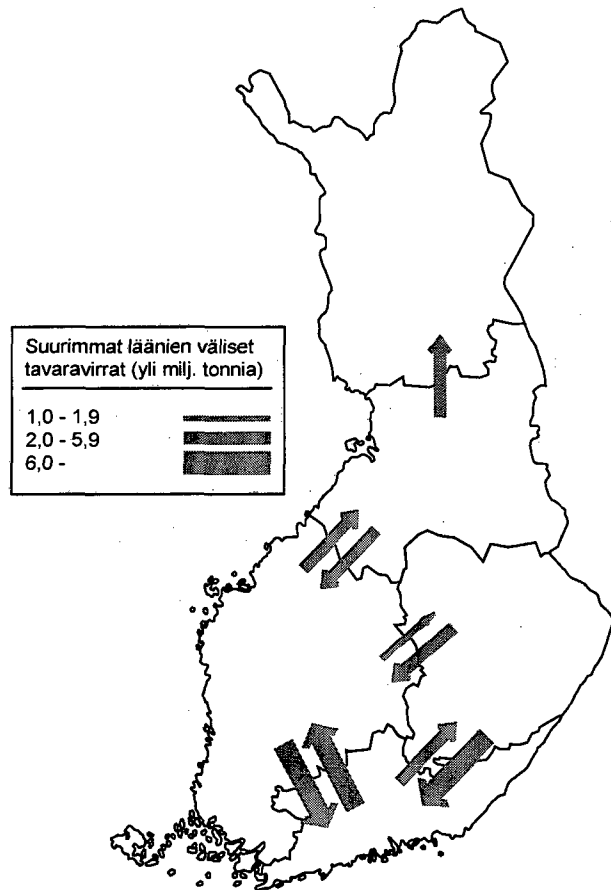 Suurimmat läänien väliset
tavaravirrat (yli milj. tonnia)
1,0 - 1,9
2,0 - 5,9
6,0 -